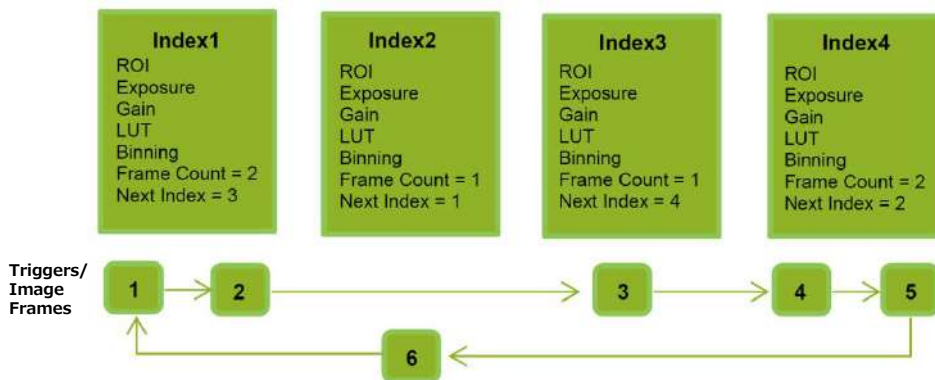 Index1
ROI
Exposure
Gain
LUT
Binning
Frame Count = 2
Next Index = 3
Index2
ROI
Exposure
Gain
LUT
Binning
Frame Count = 1
Next Index = 1
Index3
ROI
Exposure
Gain
LUT
Binning
Frame Count = 1
Next Index = 4
Index4
ROI
Exposure
Gain
LUT
Binning
Frame Count = 2
Next Index = 2
Triggers/
Image
Frames
1
2
3
4
5
6